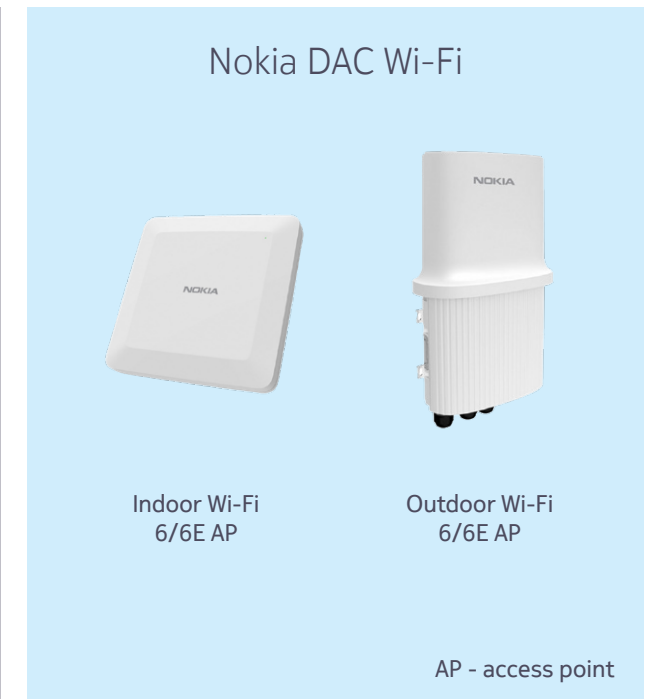 Nokia DAC Wi-Fi
NOKIA
NOKIA
Indoor Wi-Fi
6/6E AP
Outdoor Wi-Fi
6/6E AP
AP - access point